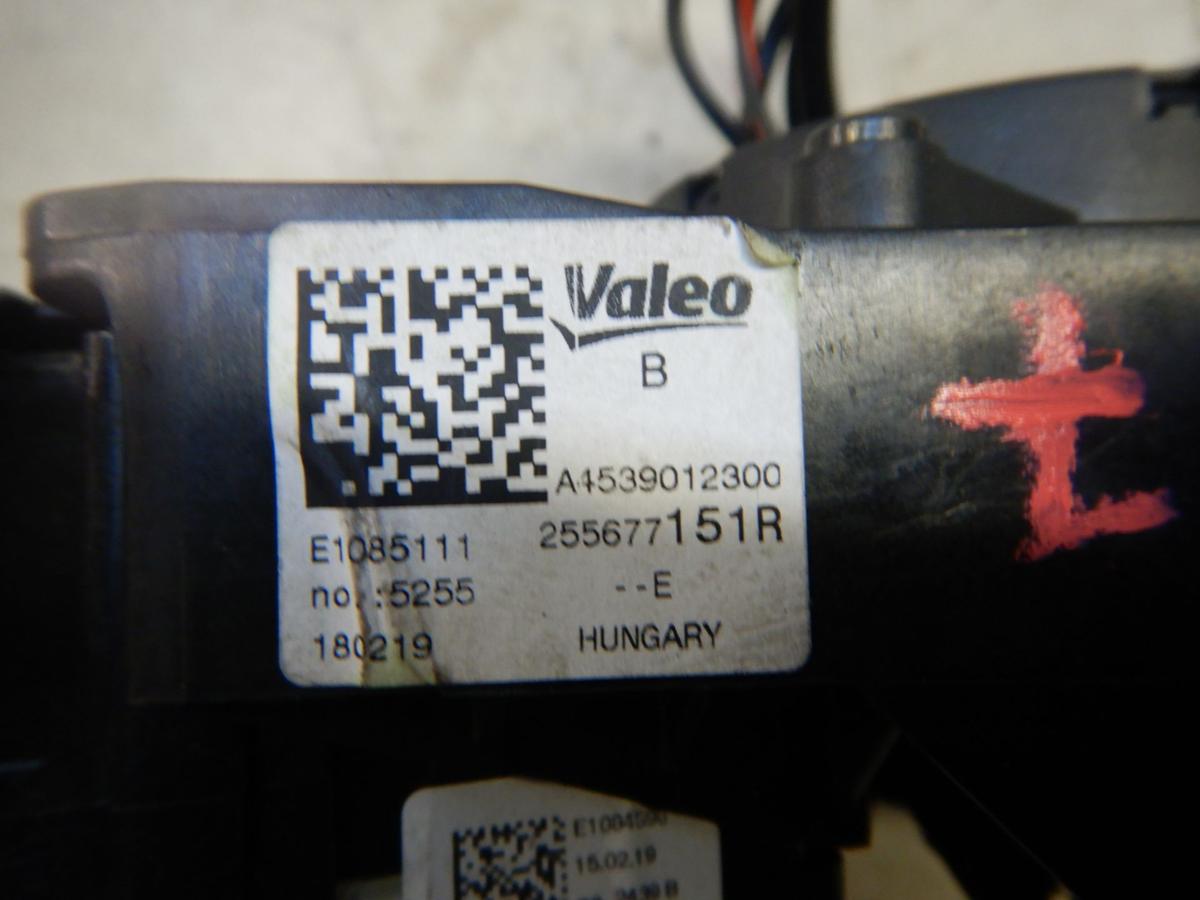 Valeo
B
A4539012300
255677151R
E1085111
no.:5255
--E
180219
HUNGARY
15.02.19